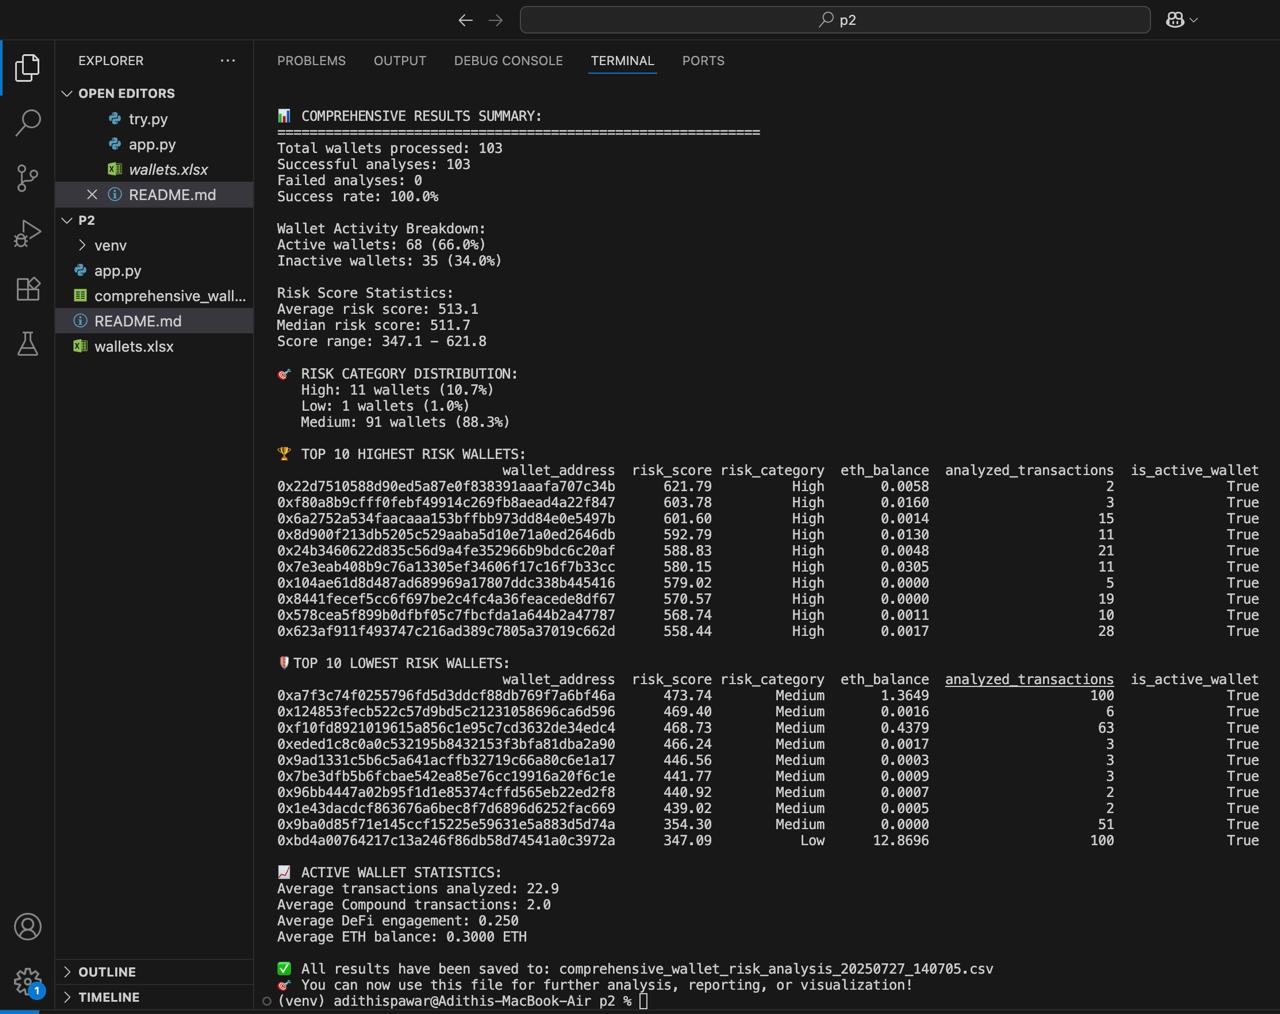 p2
EXPLORER
OPEN EDITORS
try.py
app.py
wallets.xlsx
README.md
P2
venv
app.py
comprehensive_wall...
README.md
wallets.xlsx
OUTLINE
TIMELINE
1
PROBLEMS OUTPUT DEBUG CONSOLE TERMINAL PORTS
📊 COMPREHENSIVE RESULTS SUMMARY:
============================================================
Total wallets processed: 103
Successful analyses: 103
Failed analyses: 0
Success rate: 100.0%
Wallet Activity Breakdown:
Active wallets: 68 (66.0%)
Inactive wallets: 35 (34.0%)
Risk Score Statistics:
Average risk score: 513.1
Median risk score: 511.7
Score range: 347.1 – 621.8
🎯 RISK CATEGORY DISTRIBUTION:
High: 11 wallets (10.7%)
Low: 1 wallets (1.0%)
Medium: 91 wallets (88.3%)
🏆 TOP 10 HIGHEST RISK WALLETS:
wallet_address risk_score risk_category eth_balance analyzed_transactions is_active_wallet
0x22d7510588d90ed5a87e0f838391aaafa707c34b 621.79 High 0.0058 2 True
0xf80a8b9cfff0febf49914c269fb8aead4a22f847 603.78 High 0.0160 3 True
0x6a2752a534faacaaa153bffbb973dd84e0e5497b 601.60 High 0.0014 15 True
0x8d900f213db5205c529aaba5d10e71a0ed2646db 592.79 High 0.0130 11 True
0x24b3460622d835c56d9a4fe352966b9bdc6c20af 588.83 High 0.0048 21 True
0x7e3eab408b9c76a13305ef34606f17c16f7b33cc 580.15 High 0.0305 11 True
0x104ae61d8d487ad689969a17807ddc338b445416 579.02 High 0.0000 5 True
0x8441fecef5cc6f697be2c4fc4a36feacede8df67 570.57 High 0.0000 19 True
0x578cea5f899b0dfbf05c7fbcfda1a644b2a47787 568.74 High 0.0011 10 True
0x623af911f493747c216ad389c7805a37019c662d 558.44 High 0.0017 28 True
🛡️TOP 10 LOWEST RISK WALLETS:
wallet_address risk_score risk_category eth_balance analyzed_transactions is_active_wallet
0xa7f3c74f0255796fd5d3ddcf88db769f7a6bf46a 473.74 Medium 1.3649 100 True
0x124853fecb522c57d9bd5c21231058696ca6d596 469.40 Medium 0.0016 6 True
0xf10fd8921019615a856c1e95c7cd3632de34edc4 468.73 Medium 0.4379 63 True
0xeded1c8c0a0c532195b8432153f3bfa81dba2a90 466.24 Medium 0.0017 3 True
0x9ad1331c5b6c5a641acffb32719c66a80c6e1a17 446.56 Medium 0.0003 3 True
0x7be3dfb5b6fcbae542ea85e76cc19916a20f6c1e 441.77 Medium 0.0009 3 True
0x96bb4447a02b95f1d1e85374cffd565eb22ed2f8 440.92 Medium 0.0007 2 True
0x1e43dacdcf863676a6bec8f7d6896d6252fac669 439.02 Medium 0.0005 2 True
0x9ba0d85f71e145ccf15225e59631e5a883d5d74a 354.30 Medium 0.0000 51 True
0xbd4a00764217c13a246f86db58d74541a0c3972a 347.09 Low 12.8696 100 True
📈 ACTIVE WALLET STATISTICS:
Average transactions analyzed: 22.9
Average Compound transactions: 2.0
Average DeFi engagement: 0.250
Average ETH balance: 0.3000 ETH
✅ All results have been saved to: comprehensive_wallet_risk_analysis_20250727_140705.csv
🎯 You can now use this file for further analysis, reporting, or visualization!
(venv) adithispawar@Adithis-MacBook-Air p2 %